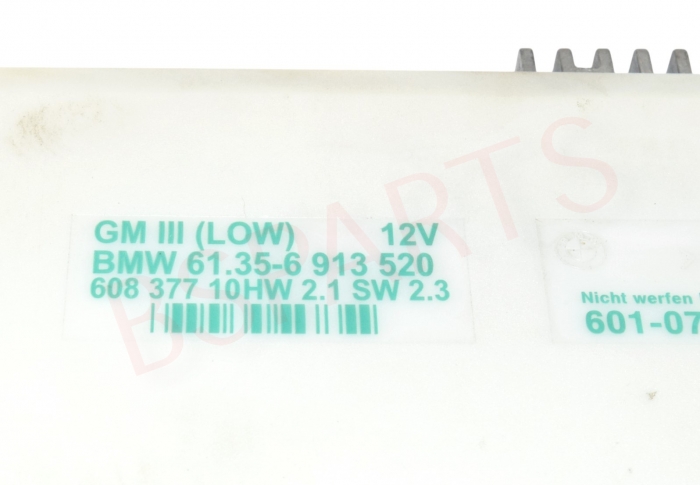 GM III (LOW) 12V
BMW 61.35-6 913 520
608 377 10HW 2.1 SW 2.3
Nicht werfen
601-07
BSPARTS